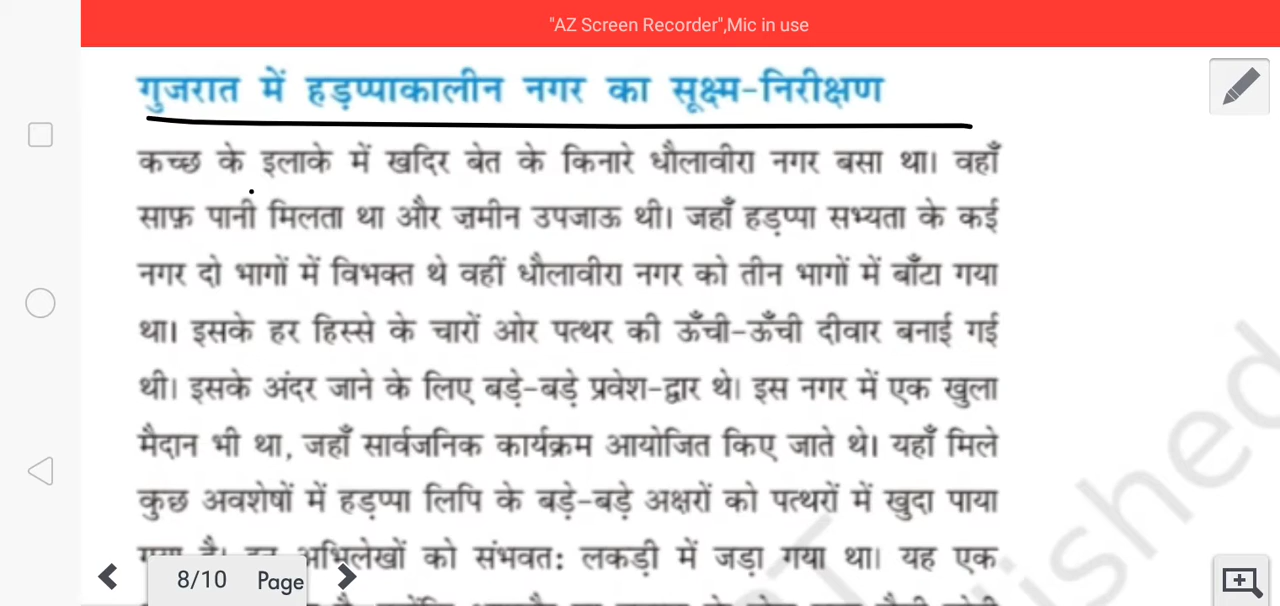 "AZ Screen Recorder",Mic in use
गुजरात में हड़प्पाकालीन नगर का सूक्ष्म-निरीक्षण
कच्छ के इलाके में खदिर बेत के किनारे धौलावीरा नगर बसा था। वहाँ
साफ़ पानी मिलता था और ज़मीन उपजाऊ थी। जहाँ हड़प्पा सभ्यता के कई
नगर दो भागों में विभक्त थे वहीं धौलावीरा नगर को तीन भागों में बाँटा गया
था। इसके हर हिस्से के चारों ओर पत्थर की ऊँची-ऊँची दीवार बनाई गई
थी। इसके अंदर जाने के लिए बड़े-बड़े प्रवेश-द्वार थे। इस नगर में एक खुला
मैदान भी था, जहाँ सार्वजनिक कार्यक्रम आयोजित किए जाते थे। यहाँ मिले
कुछ अवशेषों में हड़प्पा लिपि के बड़े-बड़े अक्षरों को पत्थरों में खुदा पाया
अभिलेखों को संभवत: लकड़ी में जड़ा गया था। यह एक
8/10 Page